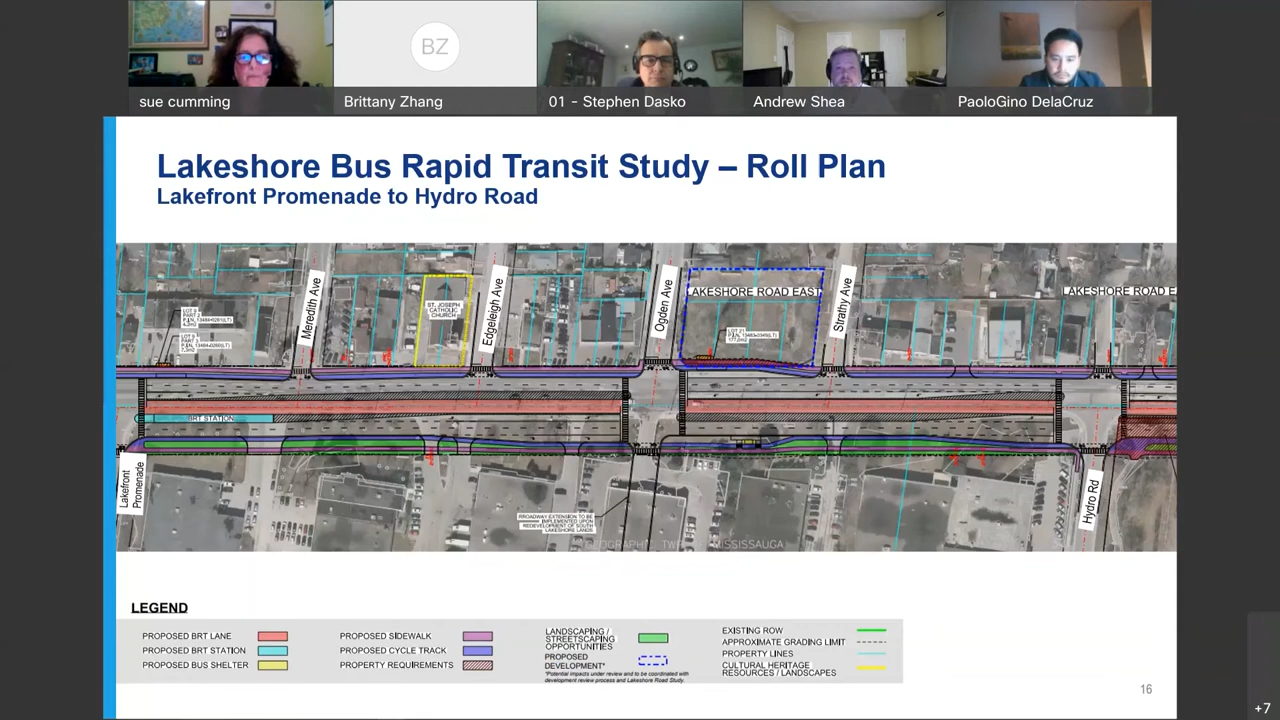 sue cumming
BZ
Brittany Zhang
01 - Stephen Dasko
Andrew Shea
PaoloGino DelaCruz
Lakeshore Bus Rapid Transit Study – Roll Plan
Lakefront Promenade to Hydro Road
Meredith Ave
ST. JOSEPH
CATHOLIC
CHURCH
Edgeleigh Ave
Ogden Ave
LAKESHORE ROAD EAST
Strathy Ave
LAKESHORE ROAD E
BRT STATION
Lakefront
Promenade
BROADWAY EXTENSION TO BE
IMPLEMENTED UPON
REDEVELOPMENT OF SOUTH
LAKESHORE LANDS
MISSISSAUGA
Hydro Rd
LEGEND
PROPOSED BRT LANE
PROPOSED BRT STATION
PROPOSED BUS SHELTER
PROPOSED SIDEWALK
PROPOSED CYCLE TRACK
PROPERTY REQUIREMENTS
LANDSCAPING /
STREETSCAPING
OPPORTUNITIES
PROPOSED
DEVELOPMENT*
*Potential impacts under review and to be coordinated with
development review process and Lakeshore Road Study.
EXISTING ROW
APPROXIMATE GRADING LIMIT
PROPERTY LINES
CULTURAL HERITAGE
RESOURCES / LANDSCAPES
16
+7